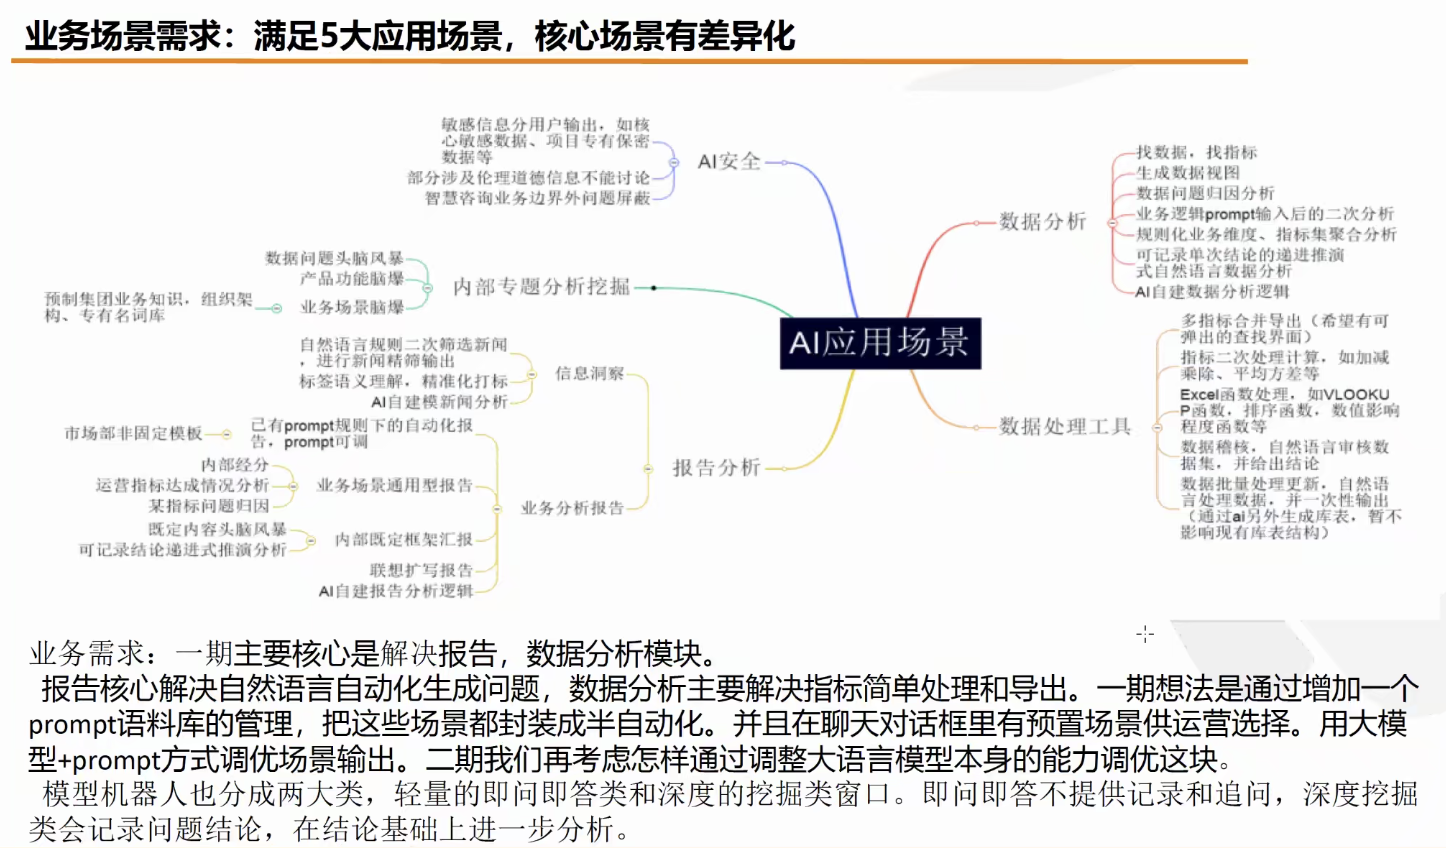 业务场景需求：满足5大应用场景，核心场景有差异化
敏感信息分用户输出，如核
心敏感数据、项目专有保密
数据等
部分涉及伦理道德信息不能讨论
智慧咨询业务边界外问题屏蔽
AI安全
数据问题头脑风暴
产品功能脑爆
业务场景脑爆
预制集团业务知识，组织架
构、专有名词库
内部专题分析挖掘
自然语言规则二次筛选新闻
，进行新闻精筛输出
标签语义理解，精准化打标
AI自建模新闻分析
信息洞察
市场部非固定模板
已有prompt规则下的自动化报
告，prompt可调
内部经分
运营指标达成情况分析
某指标问题归因
业务场景通用型报告
既定内容头脑风暴
可记录结论递进式推演分析
内部既定框架汇报
联想扩写报告
AI自建报告分析逻辑
业务分析报告
报告分析
AI应用场景
数据分析
找数据，找指标
生成数据视图
数据问题归因分析
业务逻辑prompt输入后的二次分析
规则化业务维度、指标集聚合分析
可记录单次结论的递进推演
式自然语言数据分析
AI自建数据分析逻辑
数据处理工具
多指标合并导出（希望有可
弹出的查找界面）
指标二次处理计算，如加减
乘除、平均方差等
Excel函数处理，如VLOOKU
P函数，排序函数，数值影响
程度函数等
数据稽核，自然语言审核数
据集，并给出结论
数据批量处理更新，自然语
言处理数据，并一次性输出
（通过ai另外生成库表，暂不
影响现有库表结构）
业务需求：一期主要核心是解决报告，数据分析模块。
报告核心解决自然语言自动化生成问题，数据分析主要解决指标简单处理和导出。一期想法是通过增加一个
prompt语料库的管理，把这些场景都封装成半自动化。并且在聊天对话框里有预置场景供运营选择。用大模
型+prompt方式调优场景输出。二期我们再考虑怎样通过调整大语言模型本身的能力调优这块。
模型机器人也分成两大类，轻量的即问即答类和深度的挖掘类窗口。即问即答不提供记录和追问，深度挖掘
类会记录问题结论，在结论基础上进一步分析。